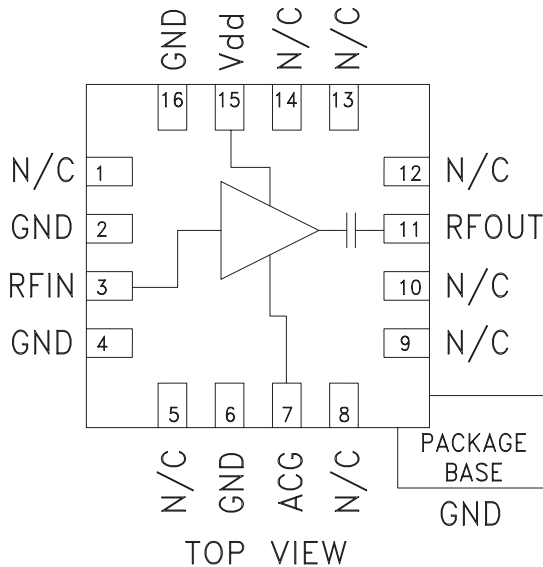 GND Vdd N/C N/C
16 15 14 13
N/C 1 12 N/C
GND 2 11 RFOUT
RFIN 3 10 N/C
GND 4 9 N/C
5 6 7 8
N/C GND ACG N/C
PACKAGE
BASE
GND
TOP VIEW